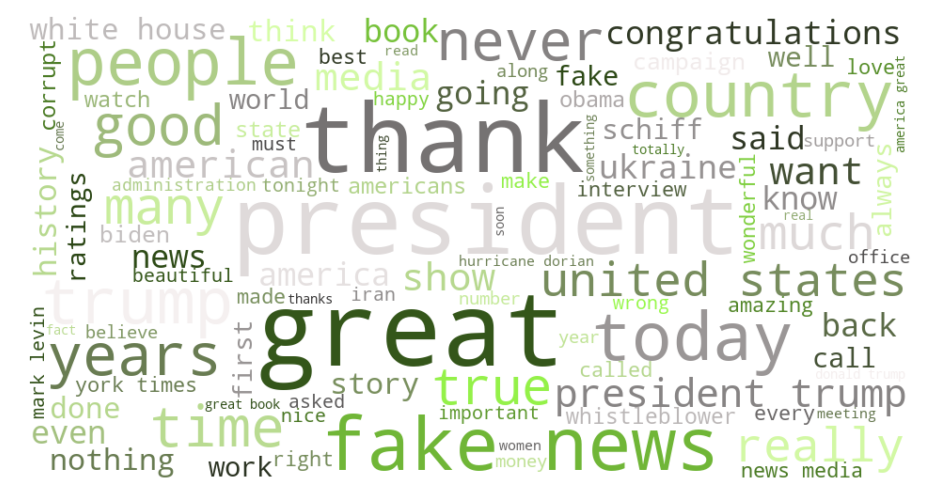 white house
think
book
never
congratulations
people
best
read
media
along
fake
campaign
well
love
corrupt
watch
world
happy
going
obama
country
america great
good
state
thank
something
schiff
said
support
come
must
thing
totally
american
ukraine
want
always
history
ratings
administration
tonight
americans
make
interview
wonderful
know
many
president
soon
real
much
biden
news
beautiful
america
show
hurricane dorian
united states
office
trump
made
thanks
iran
number
wrong
amazing
mark levin
fact
believe
first
great
today
year
back
years
call
york times
story
called
donald trump
true
president trump
done
great book
asked
nice
important
whistleblower
every
meeting
even
time
fake news
women
really
nothing
work
right
money
news media